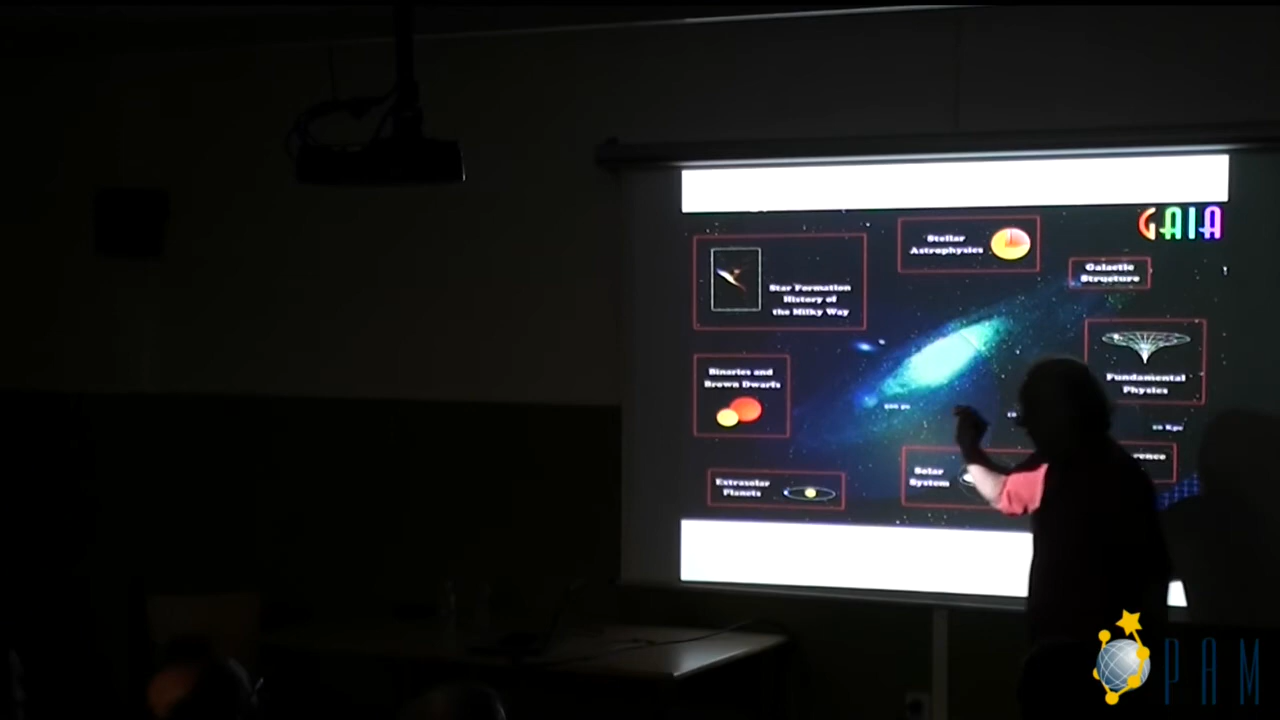 GAIA
Stellar
Astrophysics
Galactic
Structure
Star Formation
History of
the Milky Way
Fundamental
Physics
Binaries and
Brown Dwarfs
Solar
System
Extrasolar
Planets
PAM